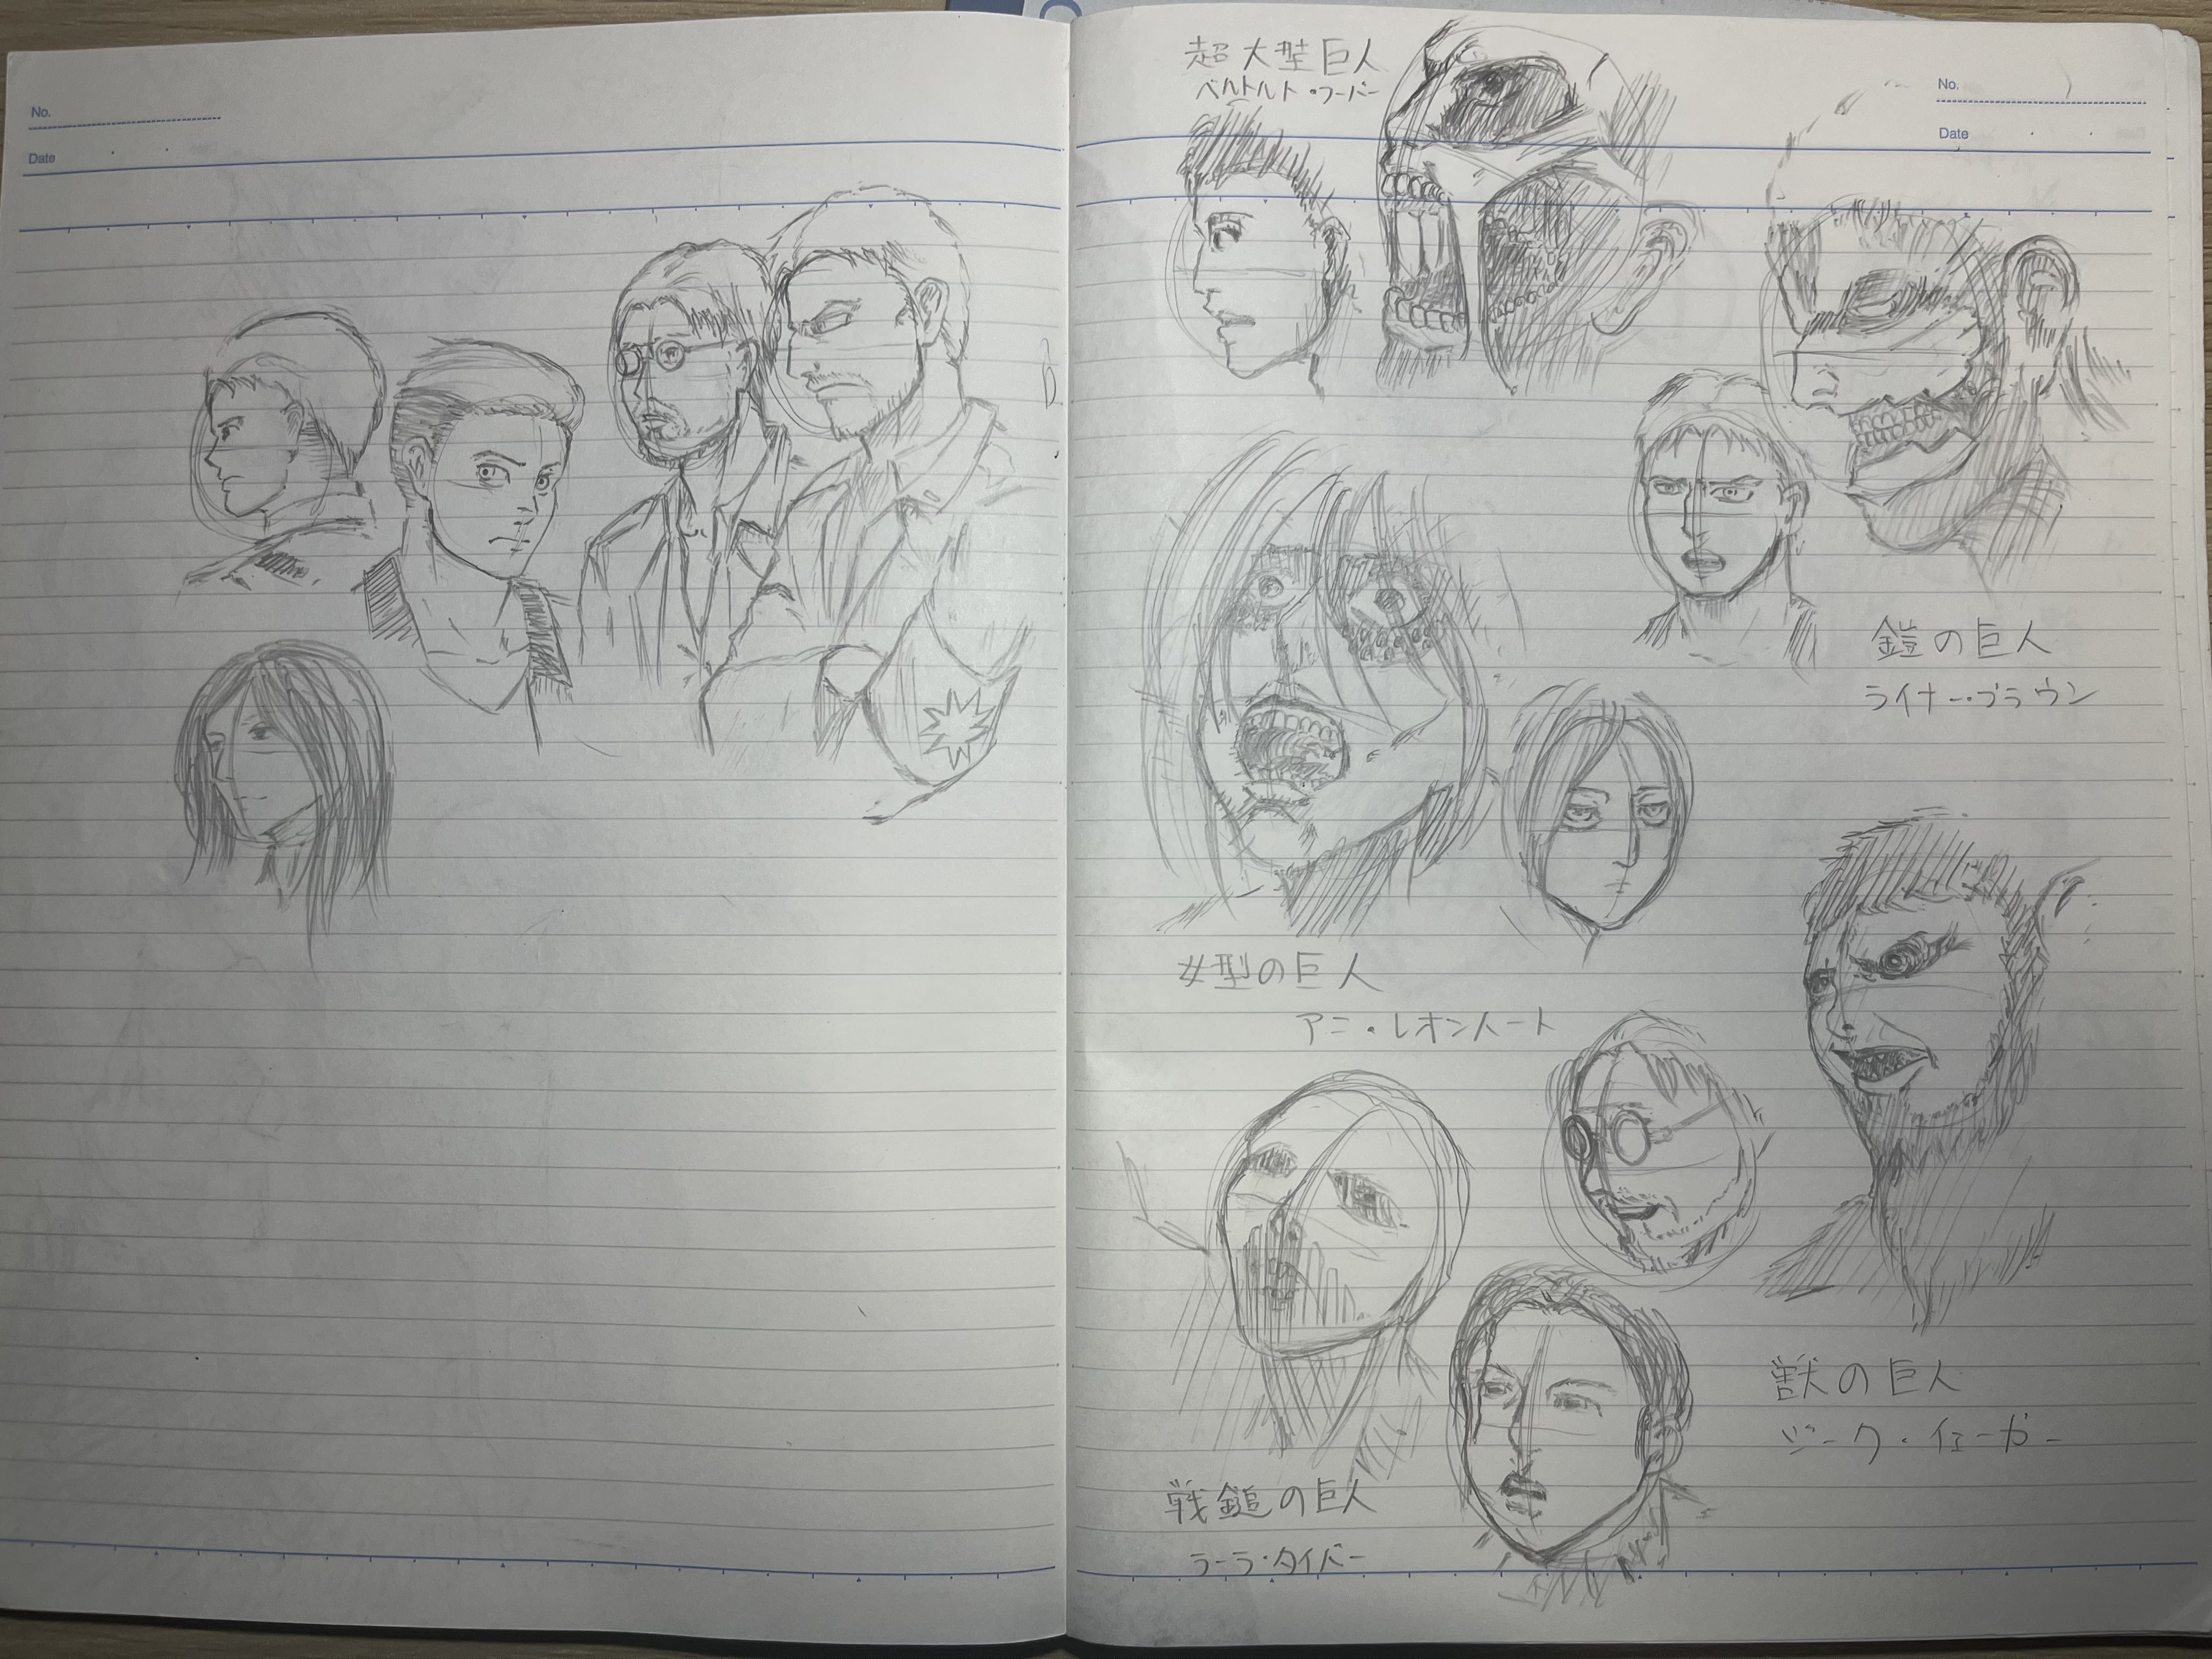 No.
Date
超大型巨人
ベルトルト・フーバー
No.
Date
鎧の巨人
ライナー・ブラウン
女型の巨人
アニ・レオンハート
獣の巨人
ジーク・イェーガー
戦鎚の巨人
ラーラ・タイバー